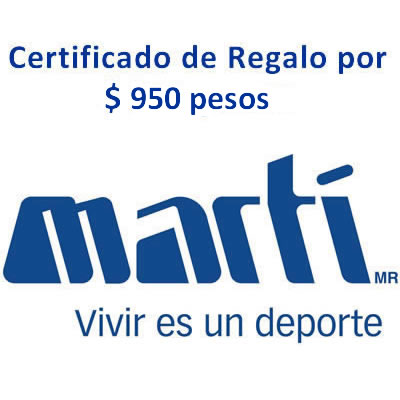 Certificado de Regalo por
$ 950 pesos
martí
MR
Vivir es un deporte